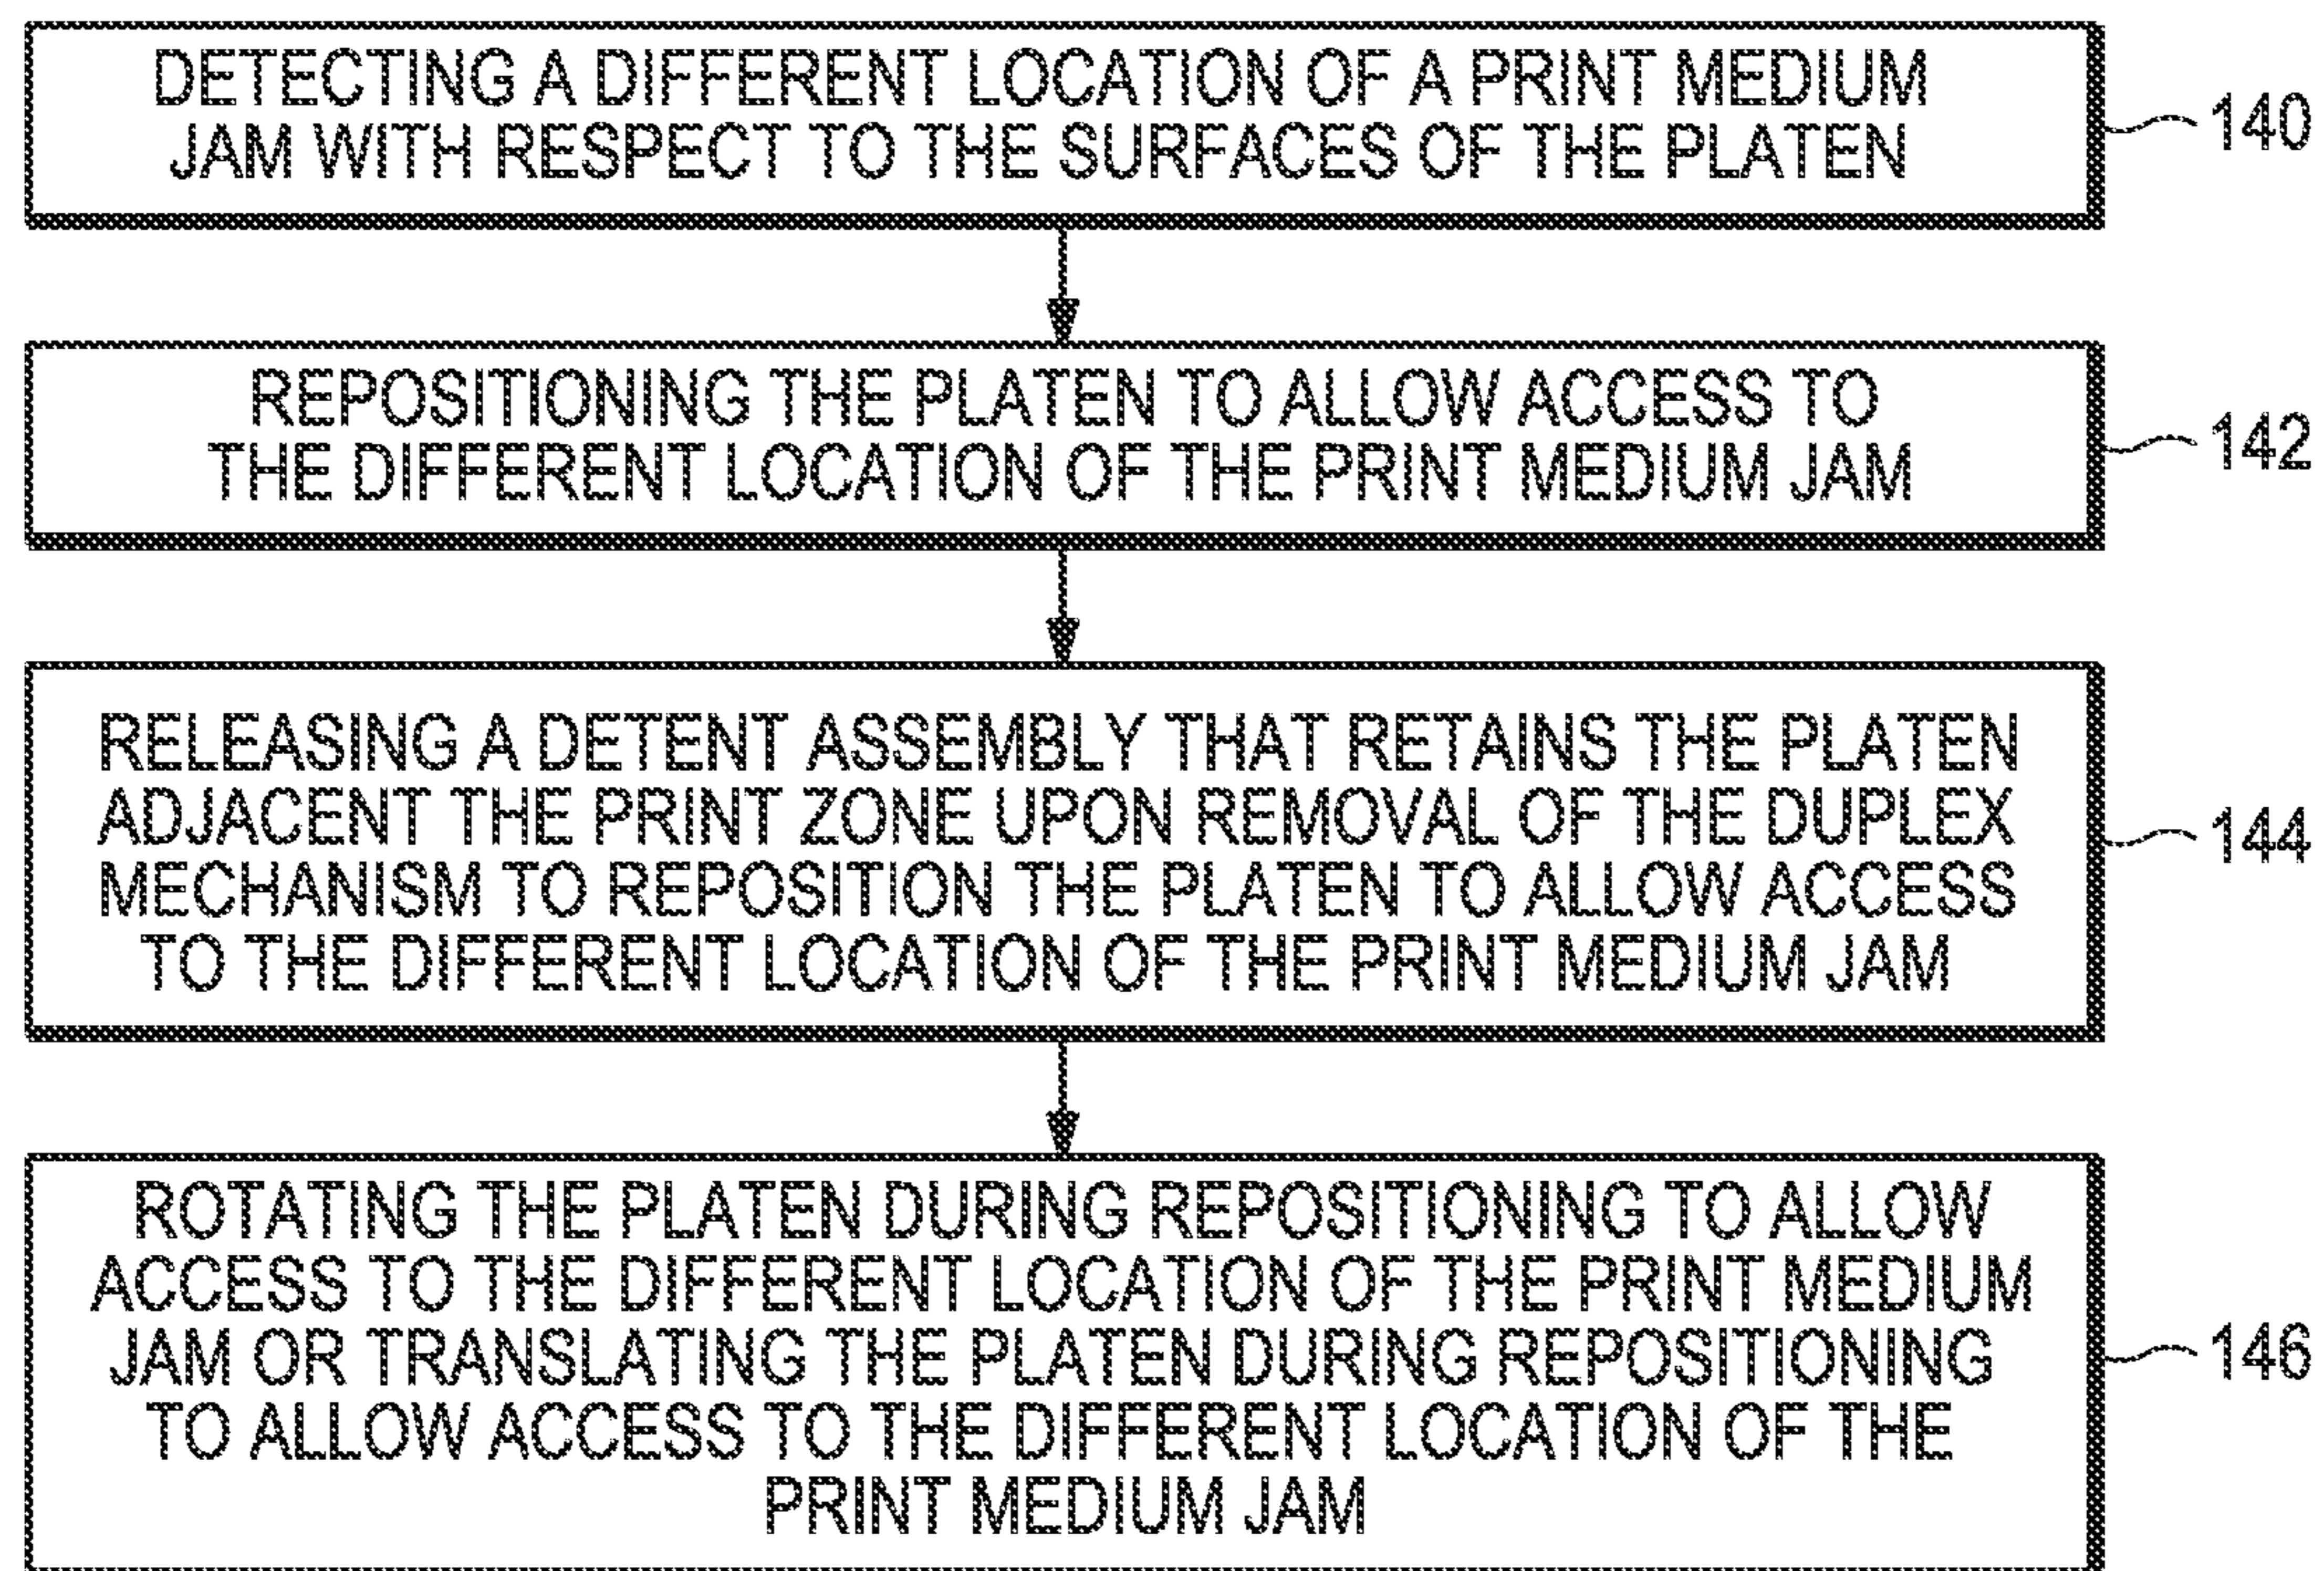 DETECTING A DIFFERENT LOCATION OF A PRINT MEDIUM
JAM WITH RESPECT TO THE SURFACES OF THE PLATEN
140
REPOSITIONING THE PLATEN TO ALLOW ACCESS TO
THE DIFFERENT LOCATION OF THE PRINT MEDIUM JAM
142
RELEASING A DETENT ASSEMBLY THAT RETAINS THE PLATEN
ADJACENT THE PRINT ZONE UPON REMOVAL OF THE DUPLEX
MECHANISM TO REPOSITION THE PLATEN TO ALLOW ACCESS
TO THE DIFFERENT LOCATION OF THE PRINT MEDIUM JAM
144
ROTATING THE PLATEN DURING REPOSITIONING TO ALLOW
ACCESS TO THE DIFFERENT LOCATION OF THE PRINT MEDIUM
JAM OR TRANSLATING THE PLATEN DURING REPOSITIONING
TO ALLOW ACCESS TO THE DIFFERENT LOCATION OF THE
PRINT MEDIUM JAM
146